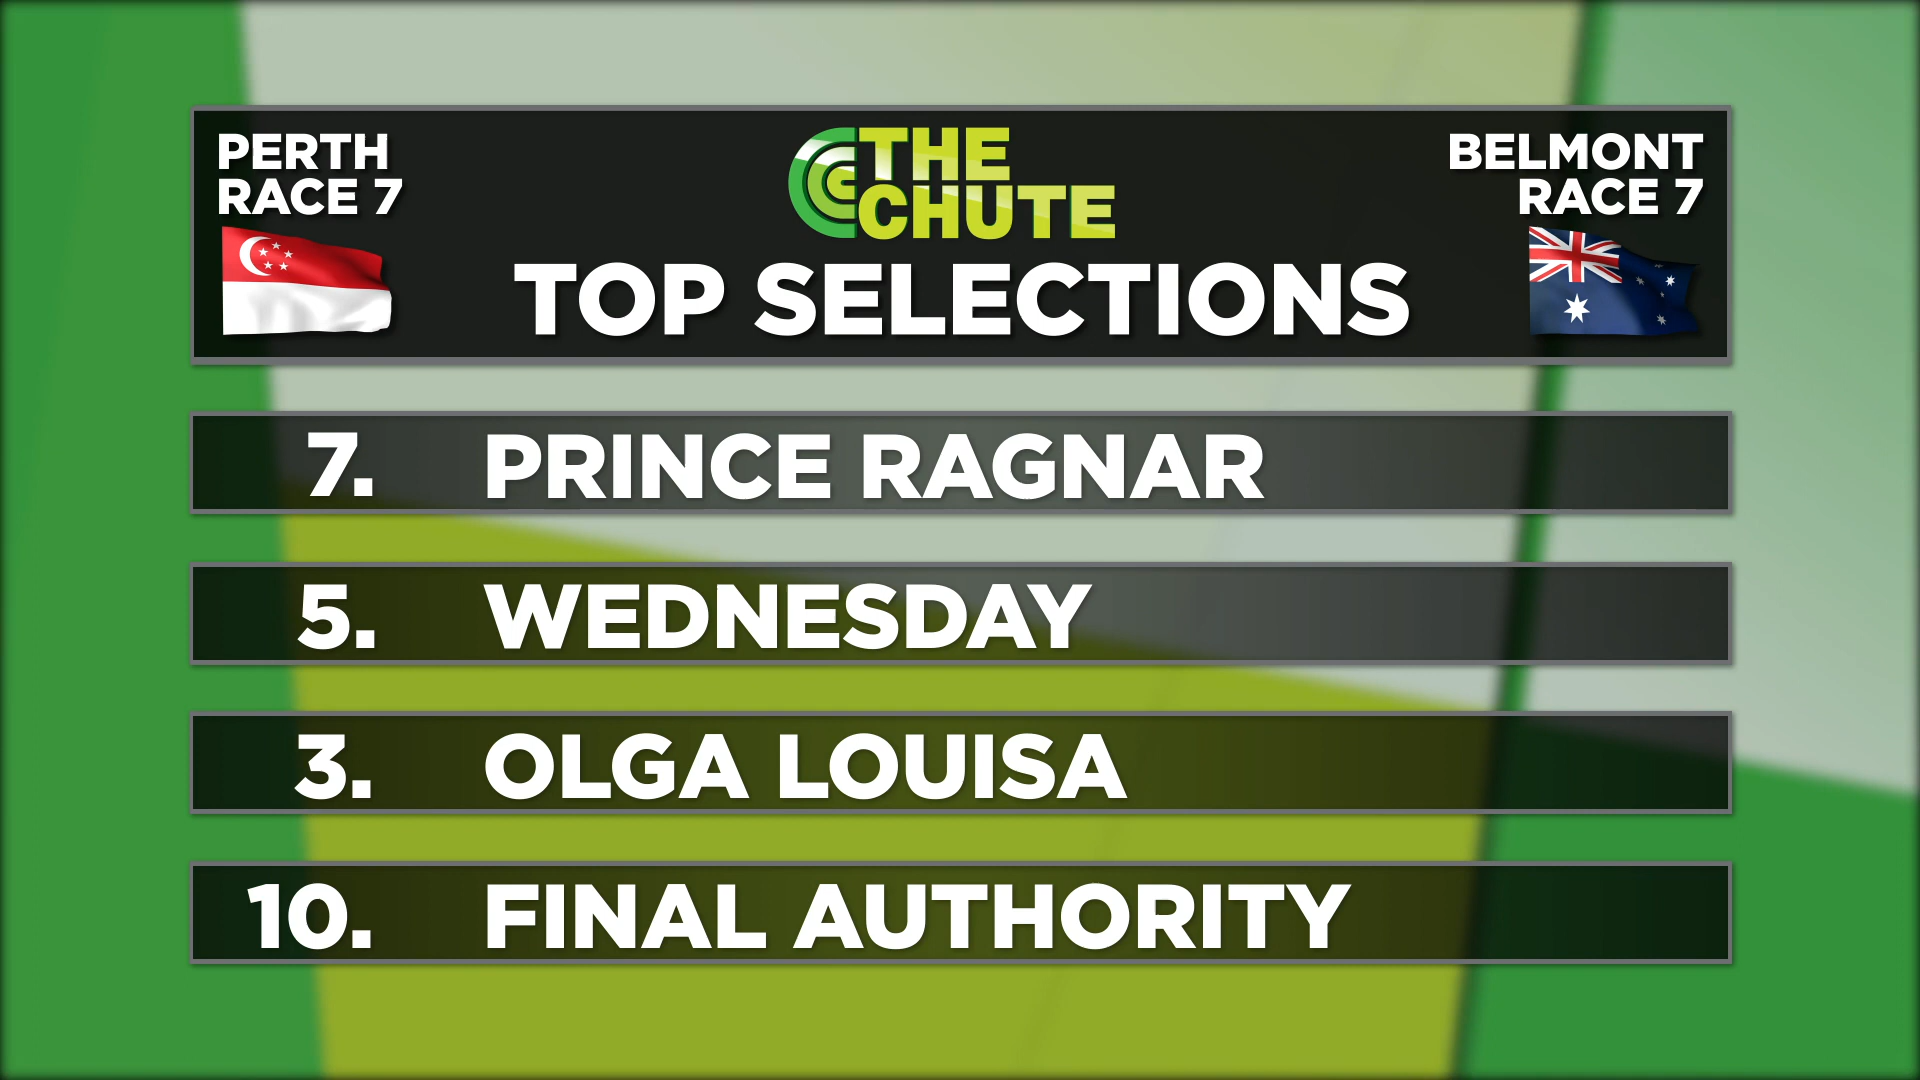 PERTH
RACE 7
THE
CHUTE
BELMONT
RACE 7
TOP SELECTIONS
7. PRINCE RAGNAR
5. WEDNESDAY
3. OLGA LOUISA
10. FINAL AUTHORITY